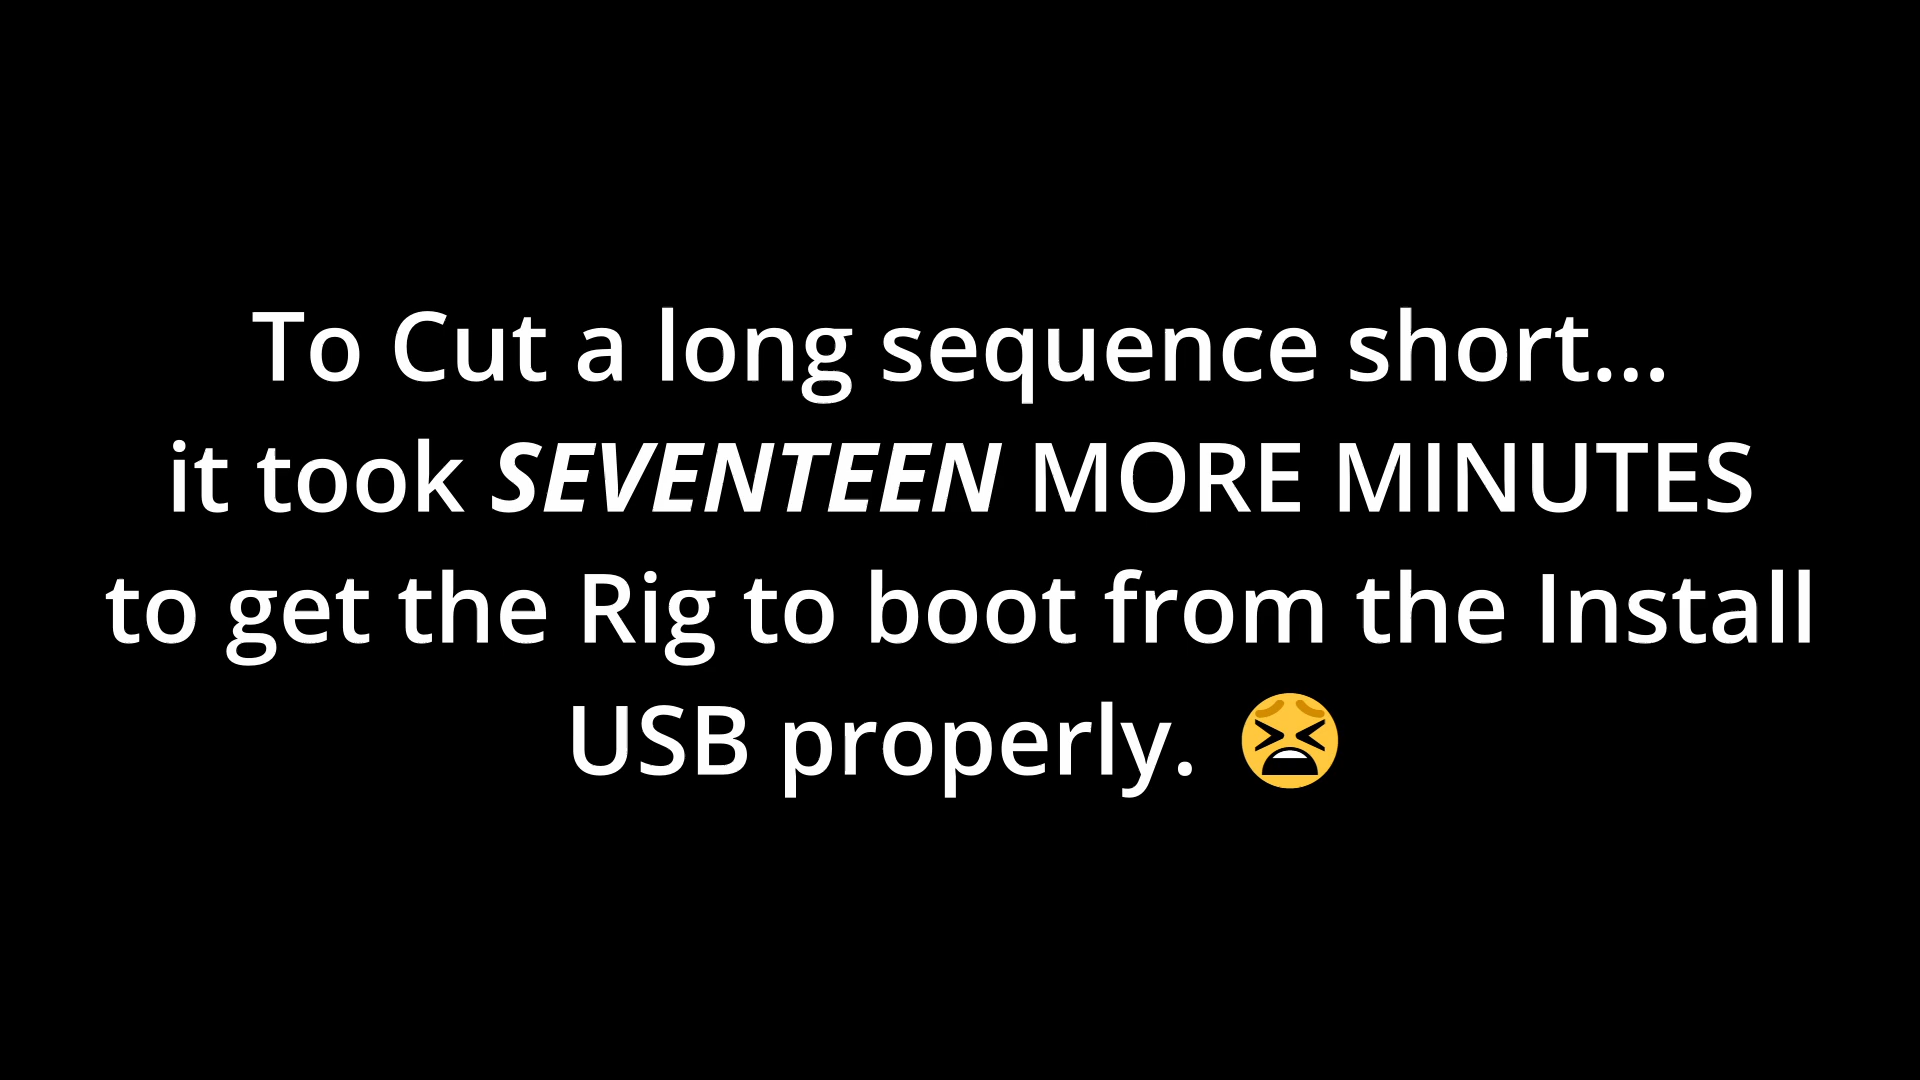 To Cut a long sequence short...
it took SEVENTEEN MORE MINUTES
to get the Rig to boot from the Install
USB properly. 😫